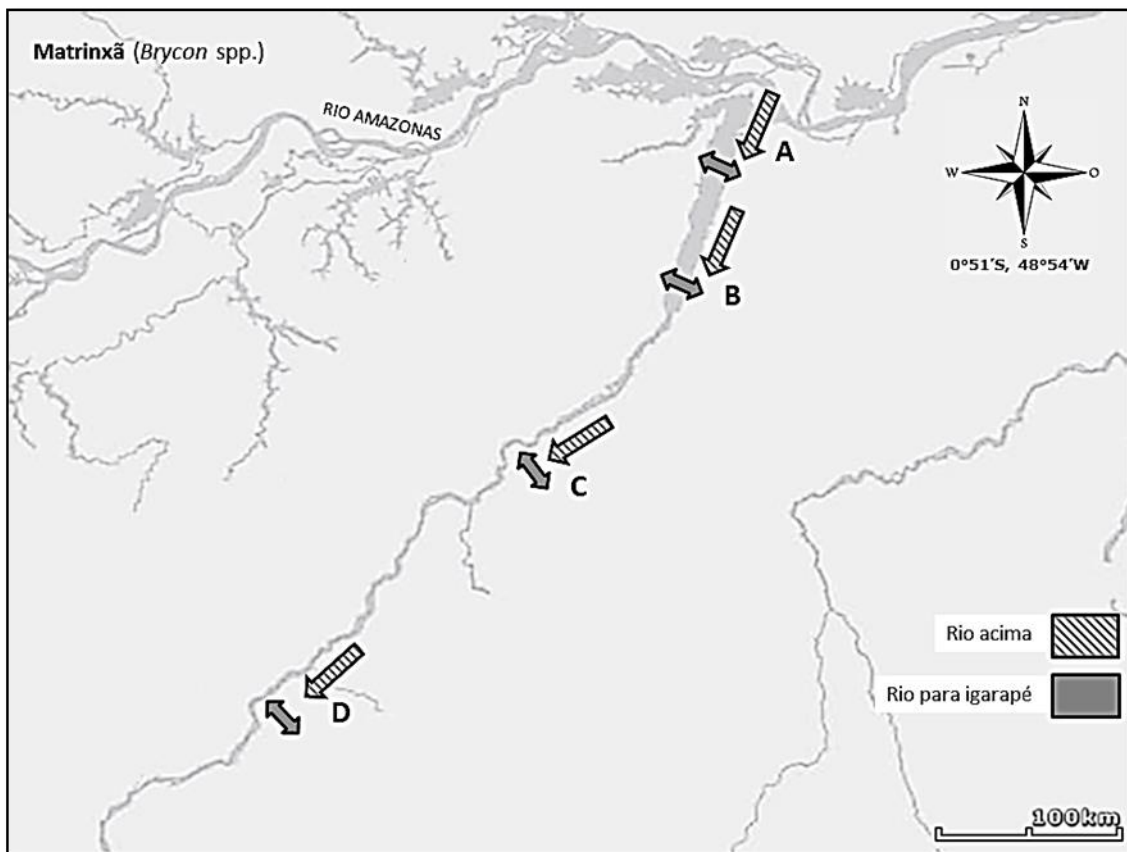 Matrinxã (Brycon spp.)
RIO AMAZONAS
A
N
W
O
S
0°51'S, 48°54'W
B
C
Rio acima
Rio para igarapé
D
100km